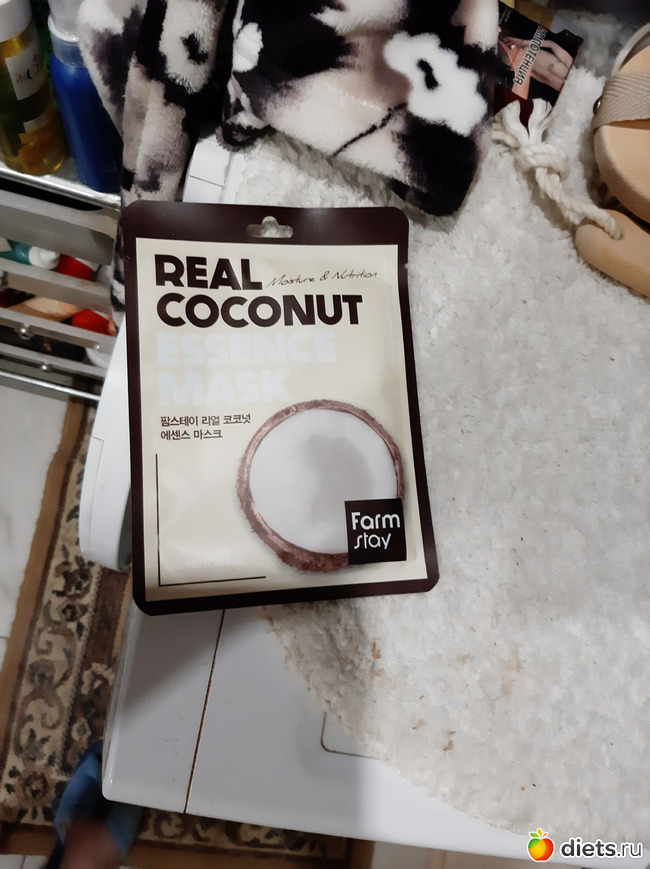 REAL
Moisture & Nutrition
COCONUT
ESSENCE
MASK
팜스테이 리얼 코코넛
에센스 마스크
Farm
stay
diets.ru